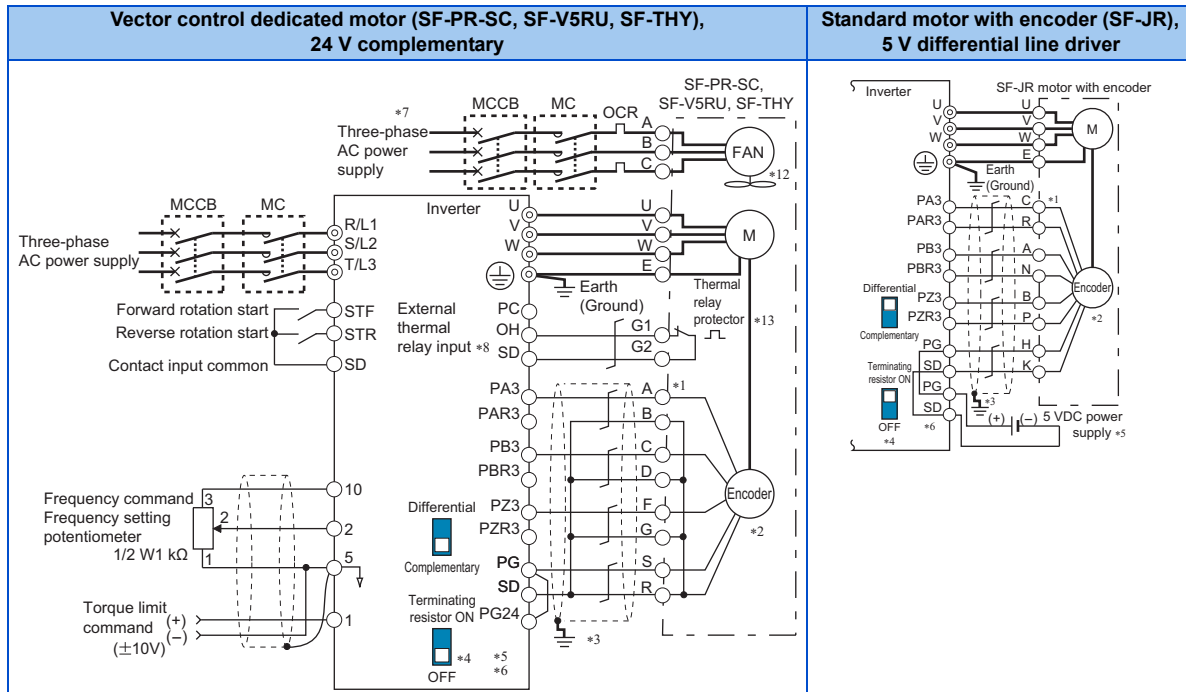 Vector control dedicated motor (SF-PR-SC, SF-V5RU, SF-THY),
24 V complementary
Standard motor with encoder (SF-JR),
5 V differential line driver
SF-PR-SC,
SF-V5RU, SF-THY
MCCB
MC
OCR
*7
Three-phase
AC power
supply
A
B
C
FAN
*12
MCCB
MC
Three-phase
AC power supply
R/L1
S/L2
T/L3
Inverter
U
V
W
U
V
W
E
M
Earth
(Ground)
Forward rotation start
Reverse rotation start
Contact input common
STF
STR
SD
External
thermal
relay input *8
PC
OH
SD
G1
G2
Thermal
relay
protector
*13
PA3
PAR3
PB3
PBR3
PZ3
PZR3
PG
SD
PG24
A
*1
B
C
D
F
G
S
R
Encoder
*2
*3
Differential
Complementary
Terminating
resistor ON
OFF
*4
*5
*6
Frequency command
Frequency setting
potentiometer
1/2 W1 kΩ
3
2
1
10
2
5
1
Torque limit
command
(±10V)
(+)
(−)
Inverter
SF-JR motor with encoder
U
V
W
U
V
W
E
M
Earth
(Ground)
PA3
PAR3
PB3
PBR3
PZ3
PZR3
PG
SD
PG
SD
C
*1
R
A
N
B
P
H
K
Encoder
*2
Differential
Complementary
Terminating
resistor ON
OFF
*4
*6
*3
(+)
(−)
5 VDC power
supply *5